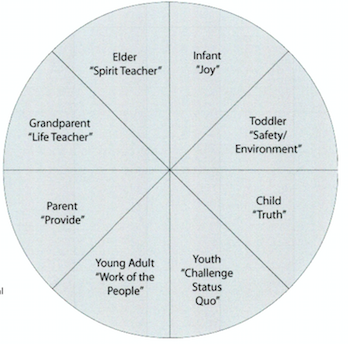 Elder
"Spirit Teacher"
Infant
"Joy"
Toddler
"Safety/
Environment"
Child
"Truth"
Youth
"Challenge
Status
Quo"
Young Adult
"Work of the
People"
Parent
"Provide"
Grandparent
"Life Teacher"